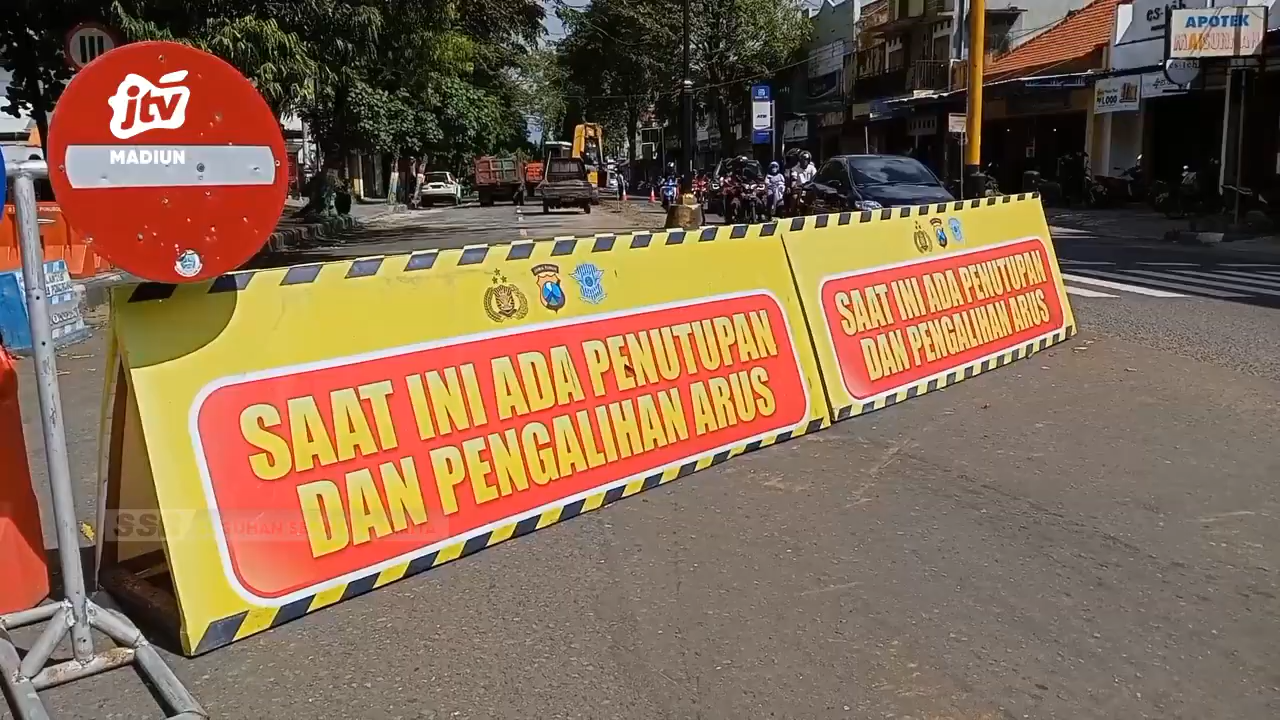 jtv
MADIUN
APOTEK
SAAT INI ADA PENUTUPAN
DAN PENGALIHAN ARUS
SAAT INI ADA PENUTUPAN
DAN PENGALIHAN ARUS